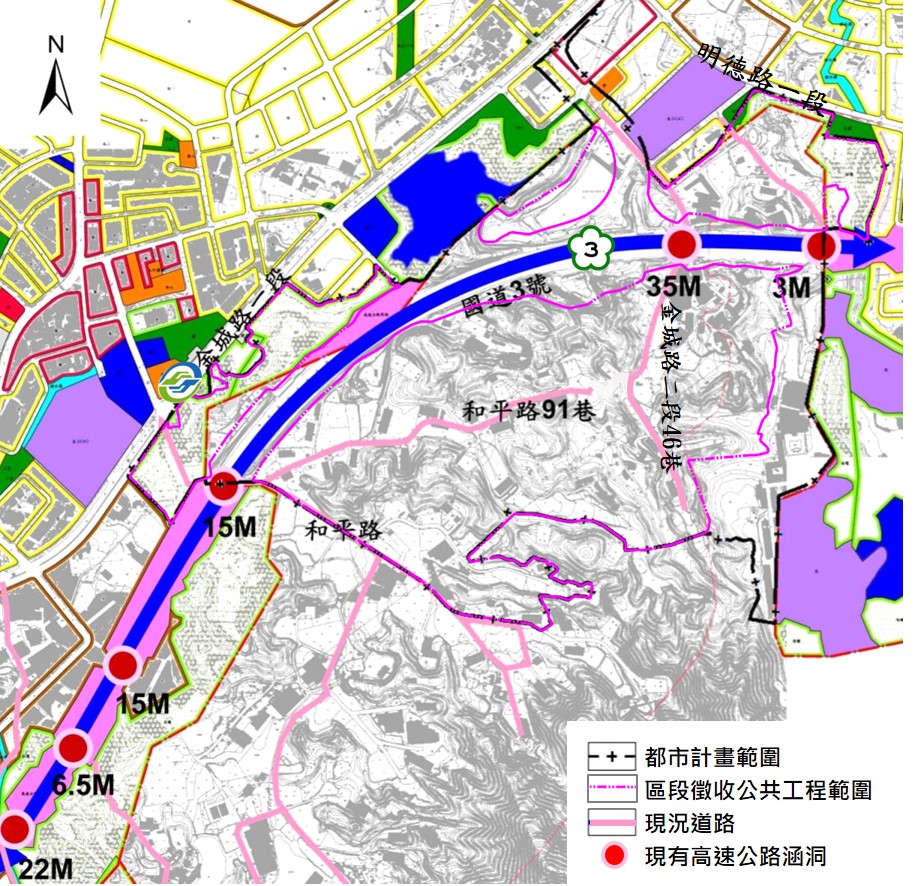 N
明德路一段
3
35M
3M
國道3號
金城路二段
金城路二段46巷
和平路91巷
15M
和平路
15M
6.5M
22M
都市計畫範圍
區段徵收公共工程範圍
現況道路
現有高速公路涵洞